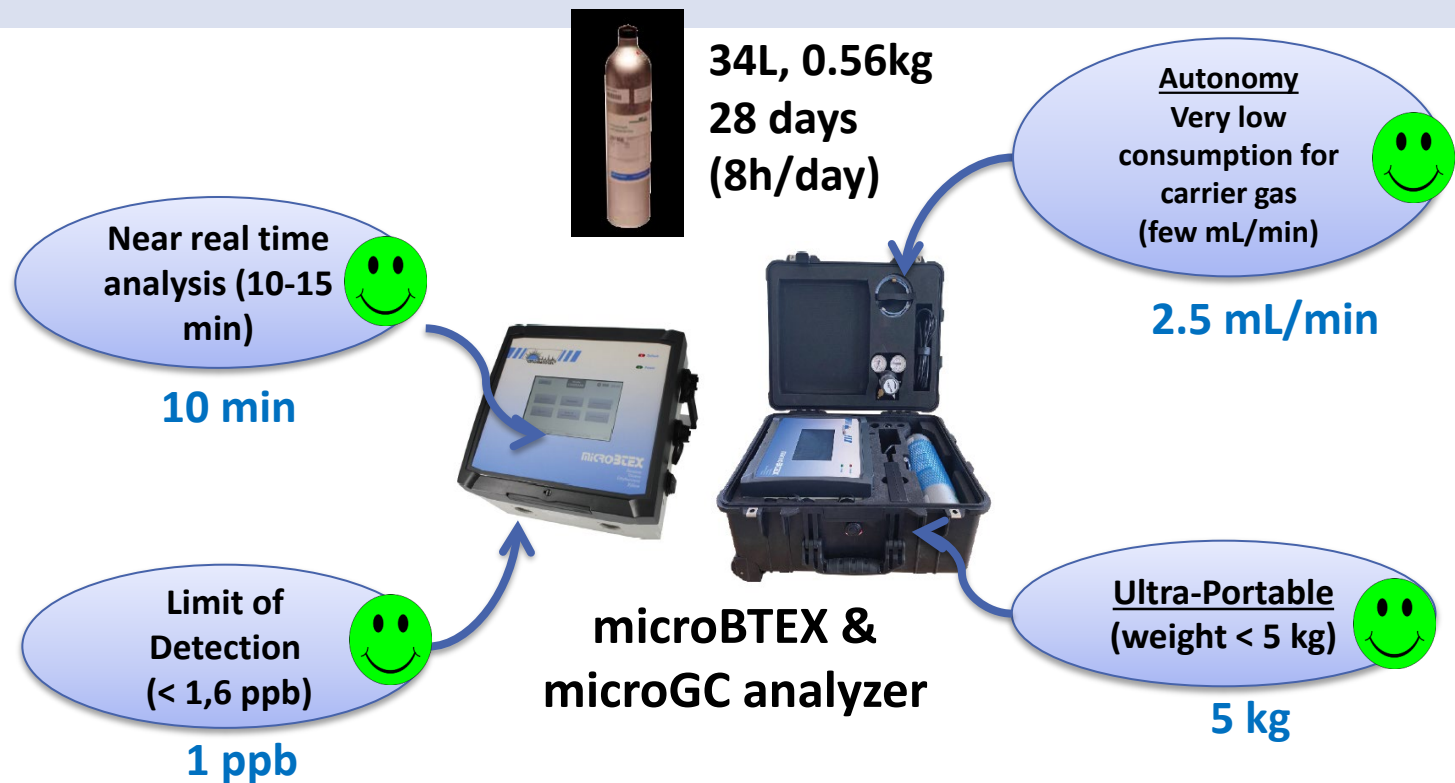 34L, 0.56kg
28 days
(8h/day)
Autonomy
Very low
consumption for
carrier gas
(few mL/min)
2.5 mL/min
Near real time
analysis (10-15
min)
10 min
microBTEX
Limit of
Detection
(< 1,6 ppb)
1 ppb
microBTEX &
microGC analyzer
Ultra-Portable
(weight < 5 kg)
5 kg